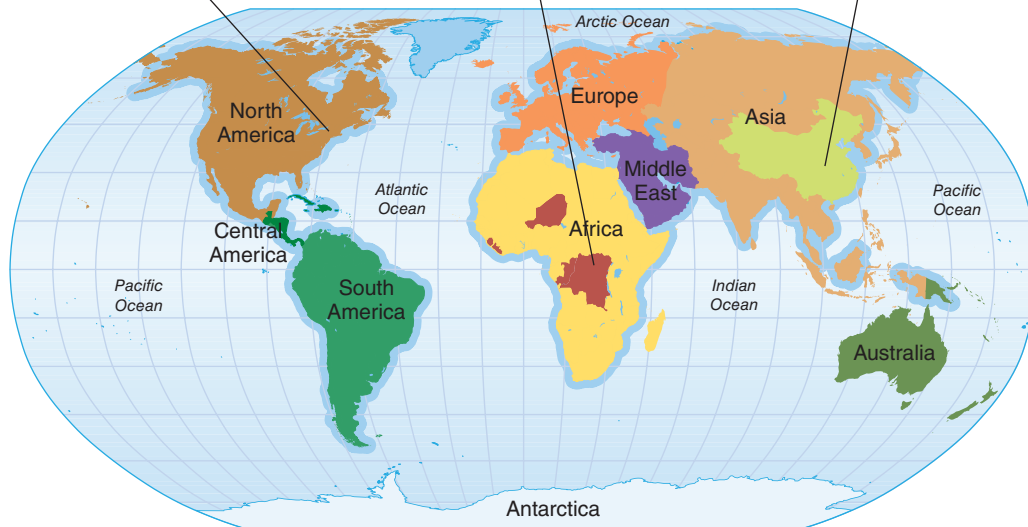 Arctic Ocean
North
America
Europe
Asia
Atlantic
Ocean
Middle
East
Pacific
Ocean
Central
America
Africa
Pacific
Ocean
South
America
Indian
Ocean
Australia
Antarctica